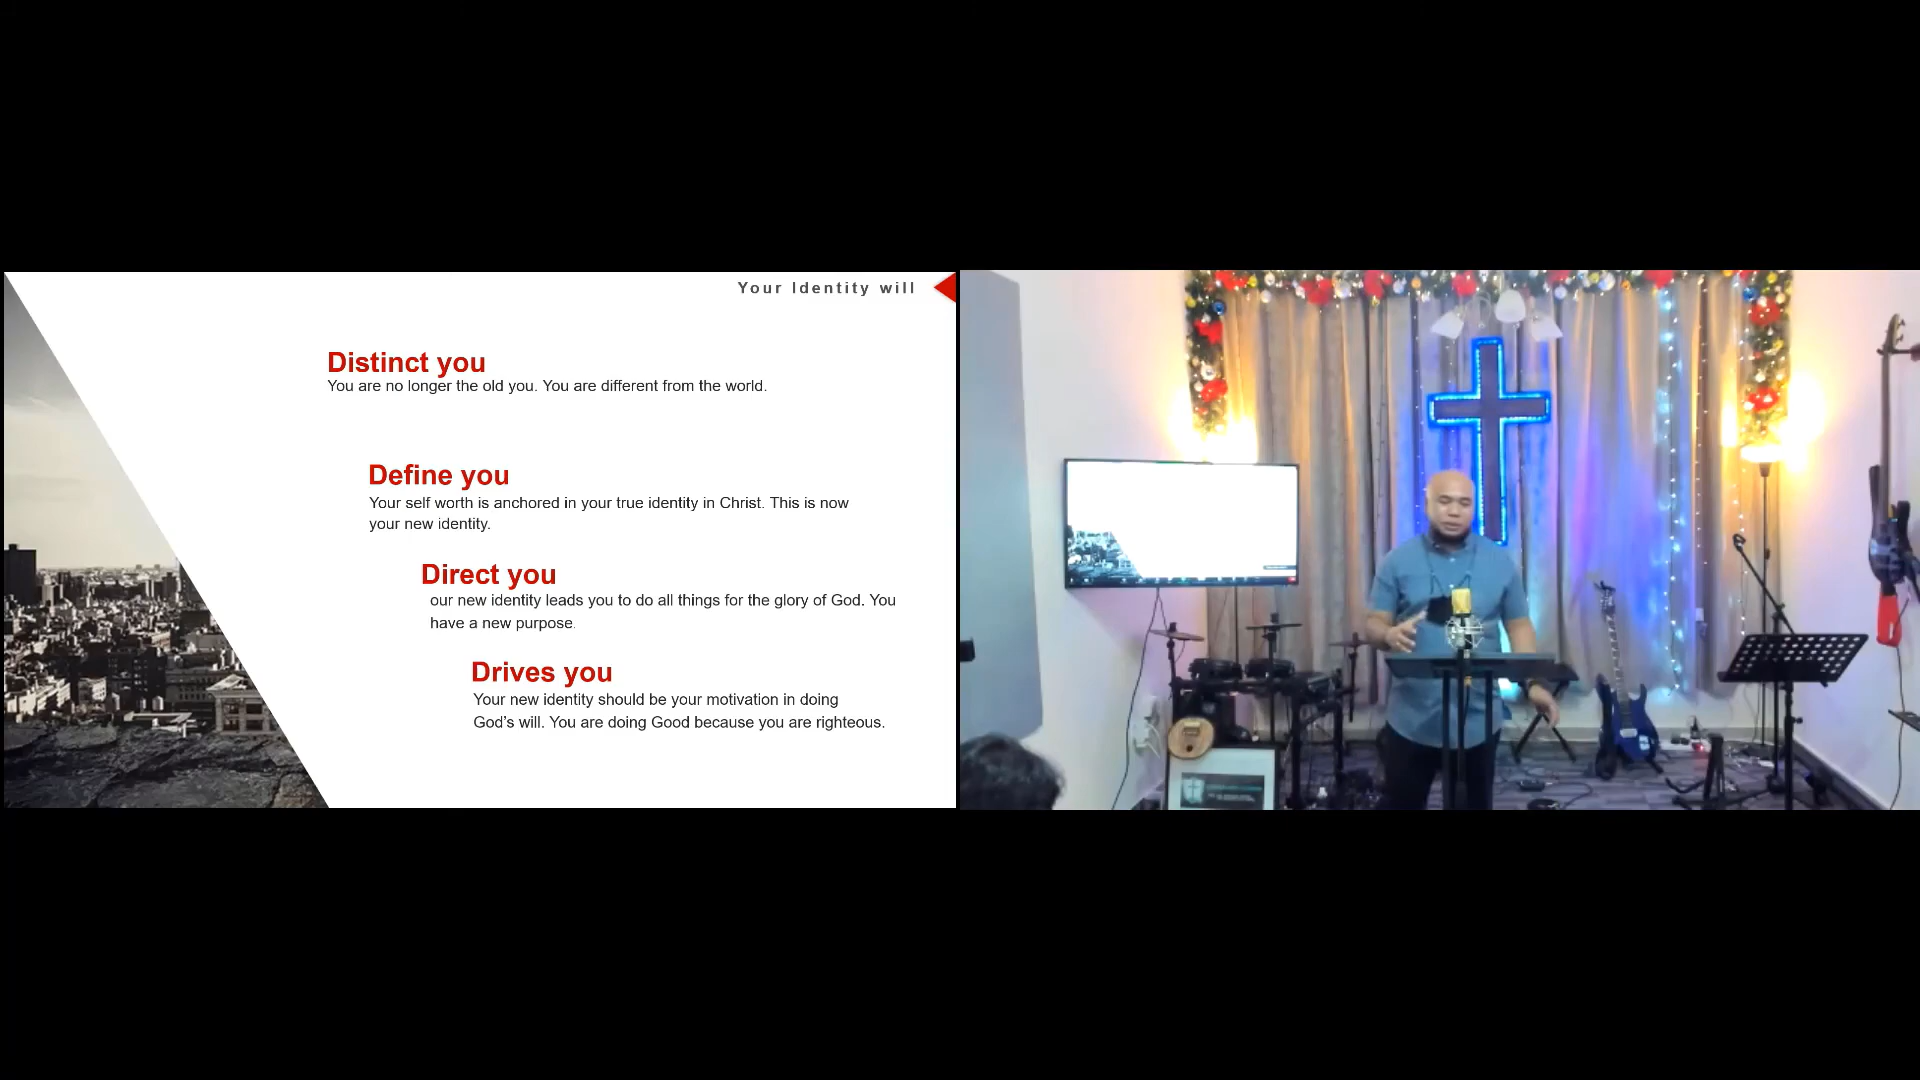 Your Identity will
Distinct you
You are no longer the old you. You are different from the world.
Define you
Your self worth is anchored in your true identity in Christ. This is now
your new identity.
Direct you
our new identity leads you to do all things for the glory of God. You
have a new purpose.
Drives you
Your new identity should be your motivation in doing
God's will. You are doing Good because you are righteous.